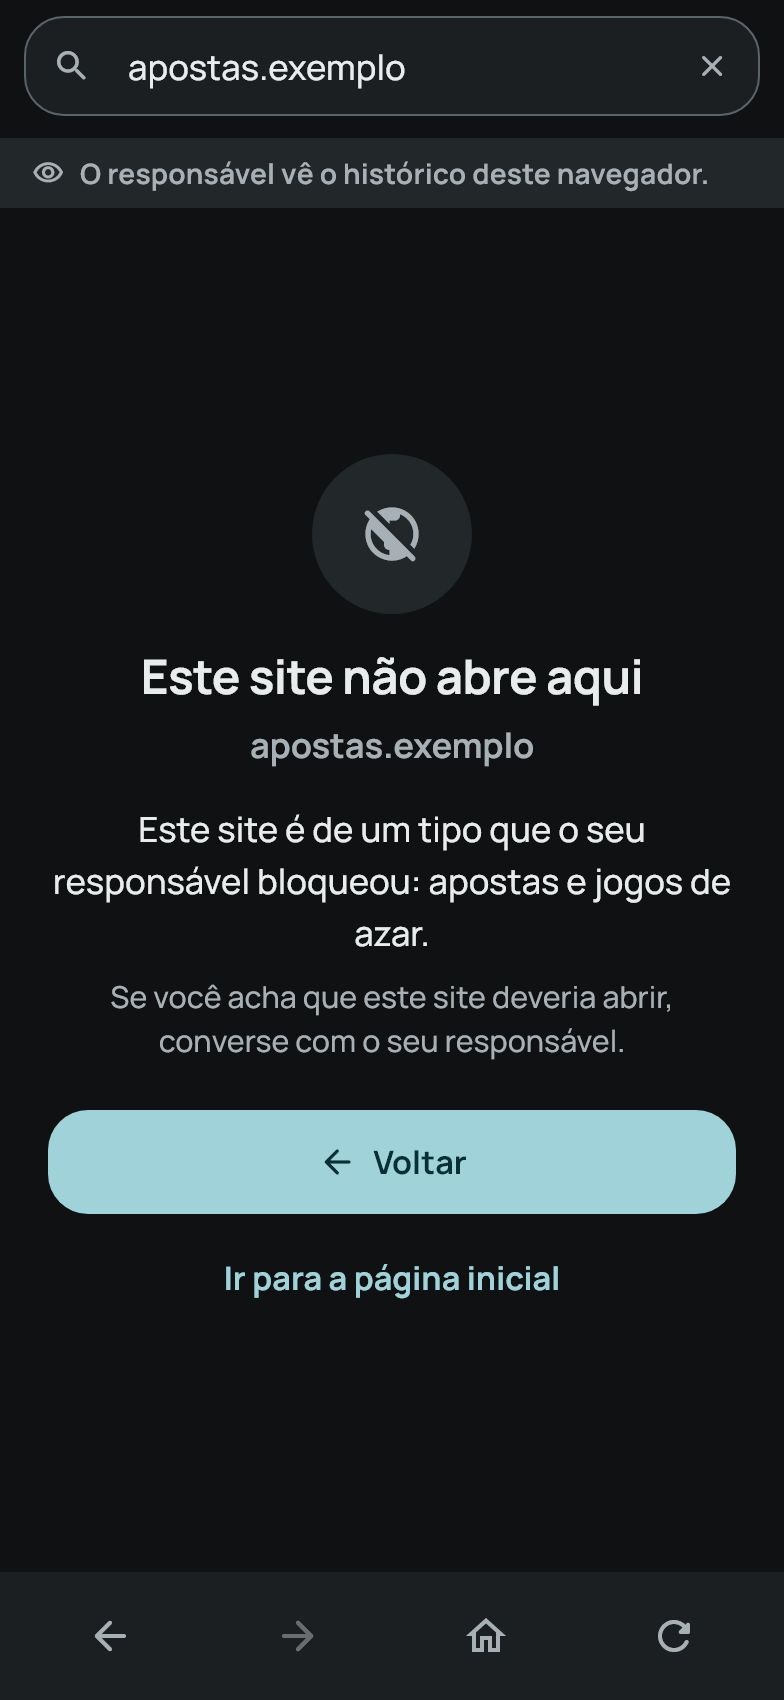 apostas.exemplo
O responsável vê o histórico deste navegador.
Este site não abre aqui
apostas.exemplo
Este site é de um tipo que o seu
responsável bloqueou: apostas e jogos de
azar.
Se você acha que este site deveria abrir,
converse com o seu responsável.
Voltar
Ir para a página inicial